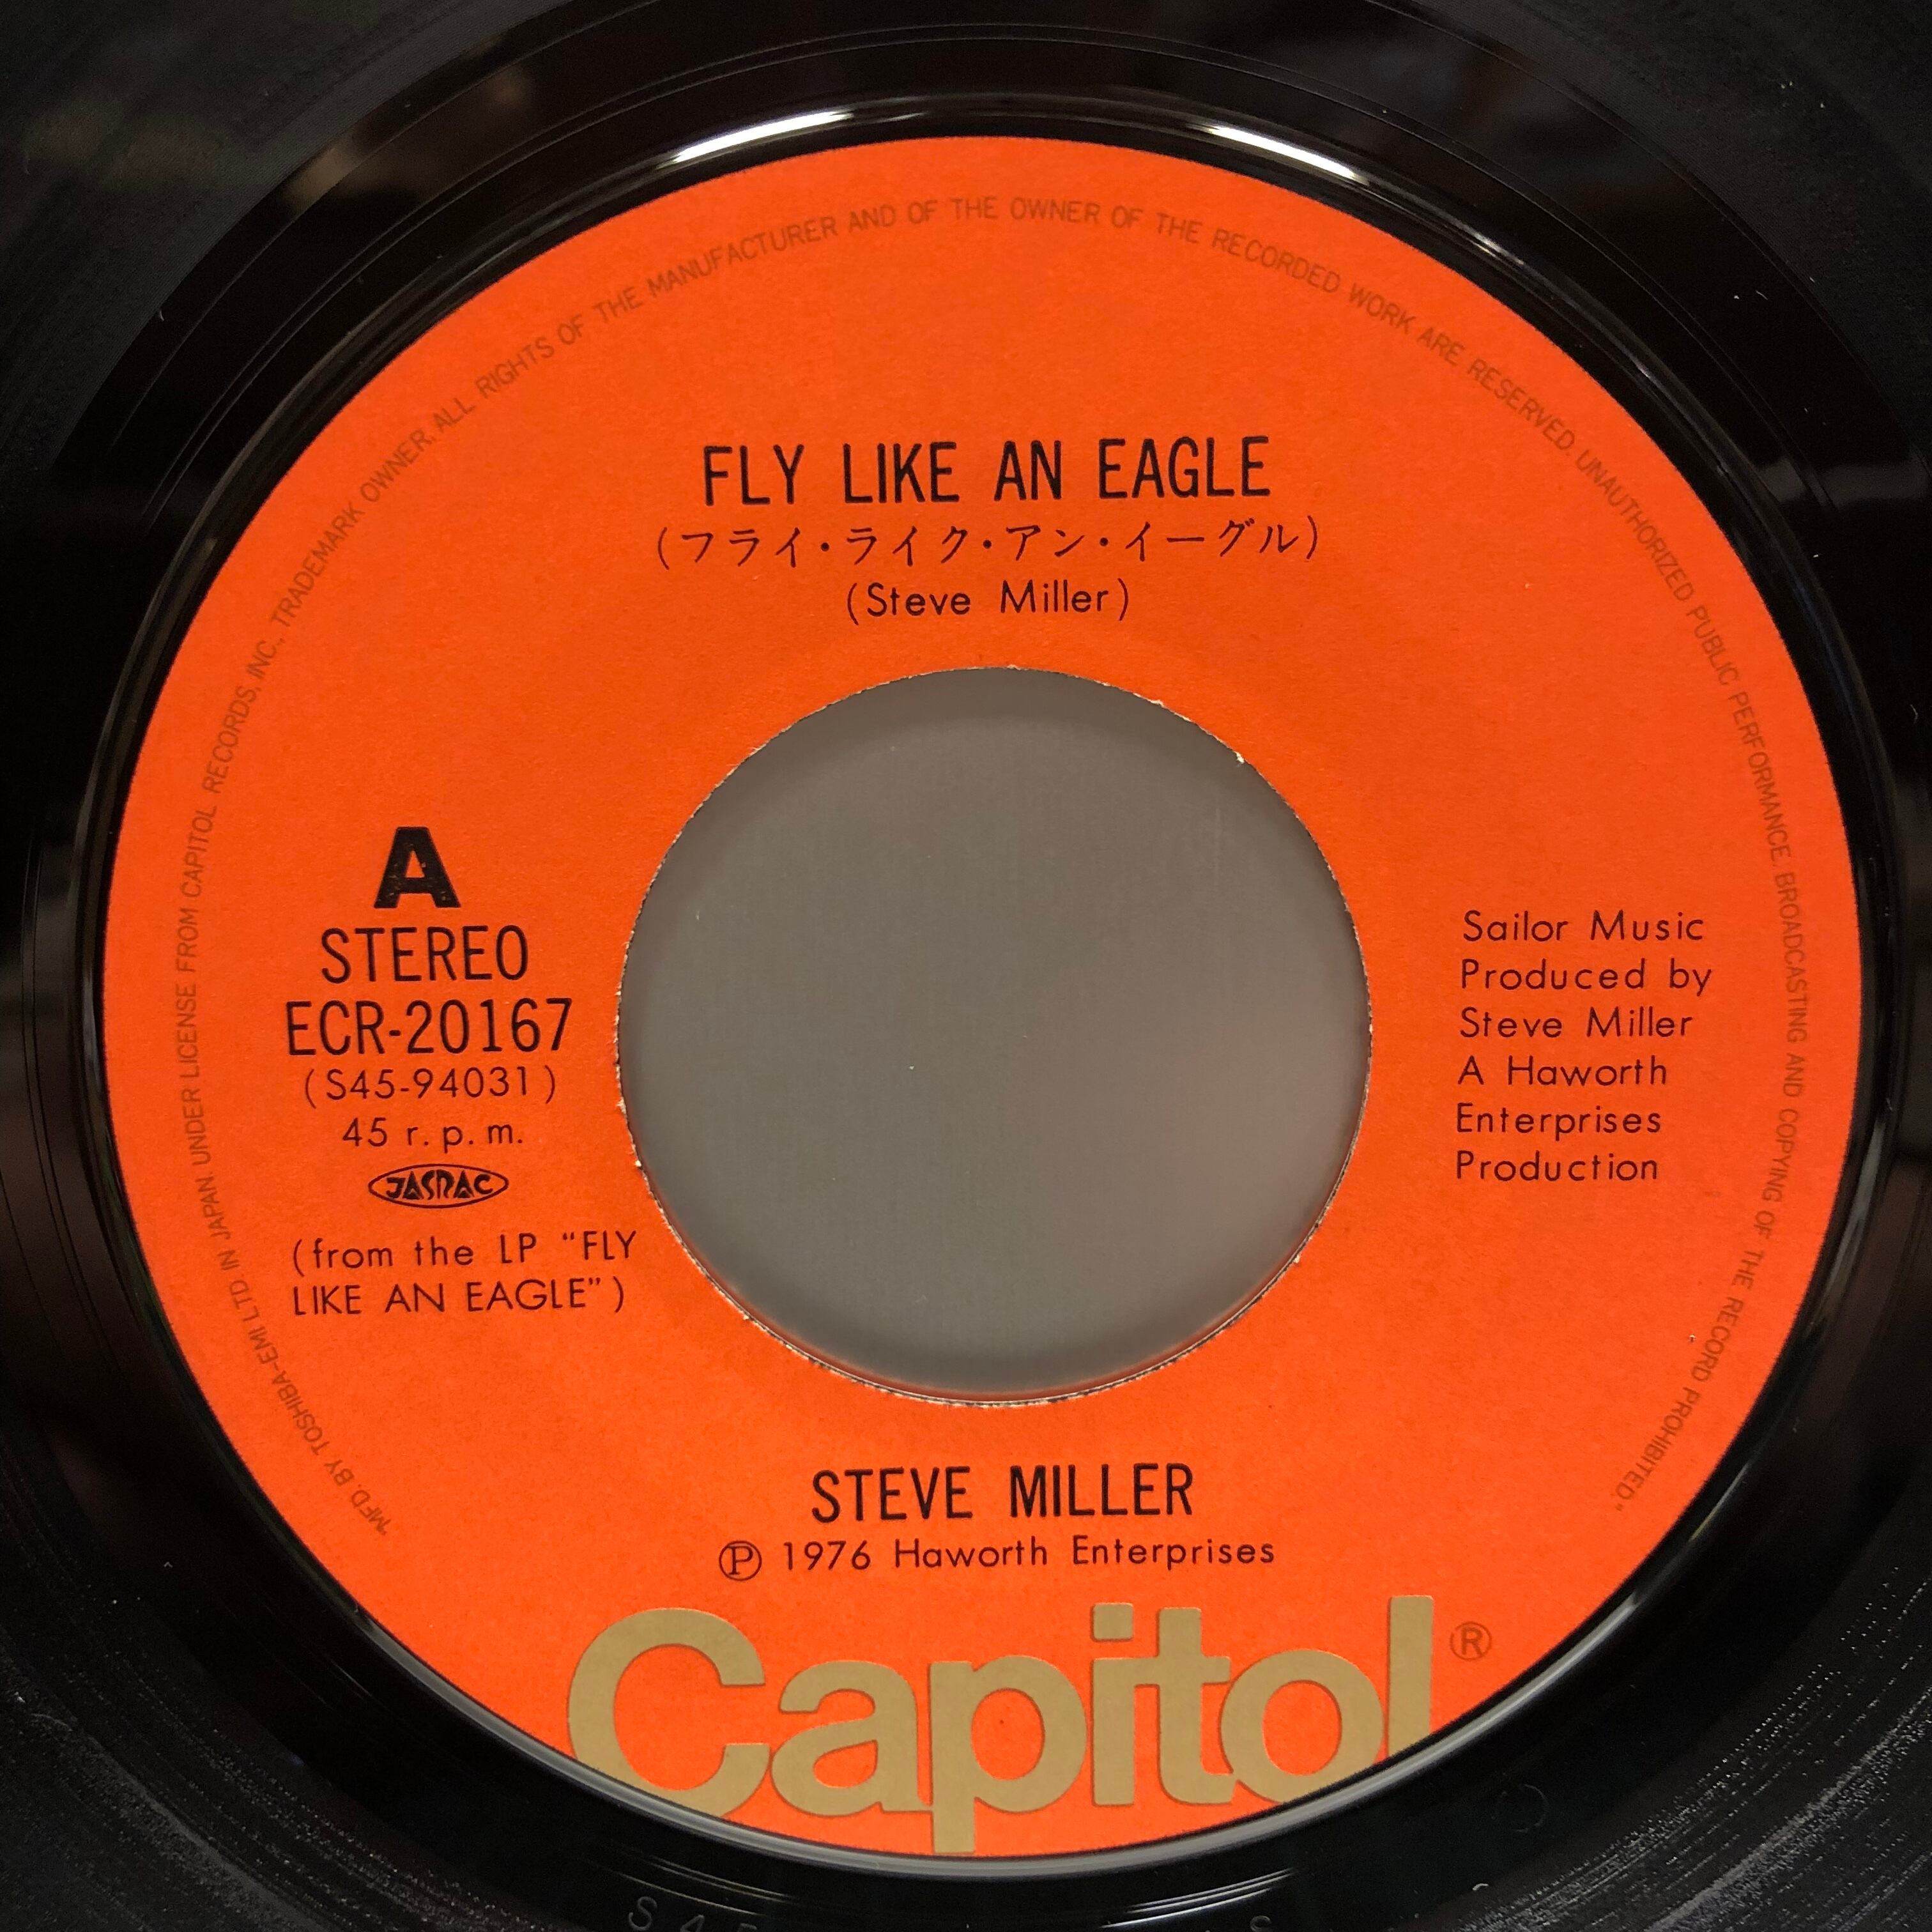 FLY LIKE AN EAGLE
(フライ・ライク・アン・イーグル)
(Steve Miller)
A
STEREO
ECR-20167
(S45-94031)
45 r.p.m.
JASRAC
(from the LP “FLY
LIKE AN EAGLE”)
Sailor Music
Produced by
Steve Miller
A Haworth
Enterprises
Production
STEVE MILLER
Ⓟ 1976 Haworth Enterprises
Capitol®
"MFD. BY TOSHIBA-EMI LTD. IN JAPAN. UNDER LICENSE FROM CAPITOL RECORDS, INC., TRADEMARK OWNER, ALL RIGHTS OF THE MANUFACTURER AND OF THE OWNER OF THE RECORDED WORK ARE RESERVED. UNAUTHORIZED PUBLIC PERFORMANCE. BROADCASTING AND COPYING OF THE RECORD PROHIBITED."